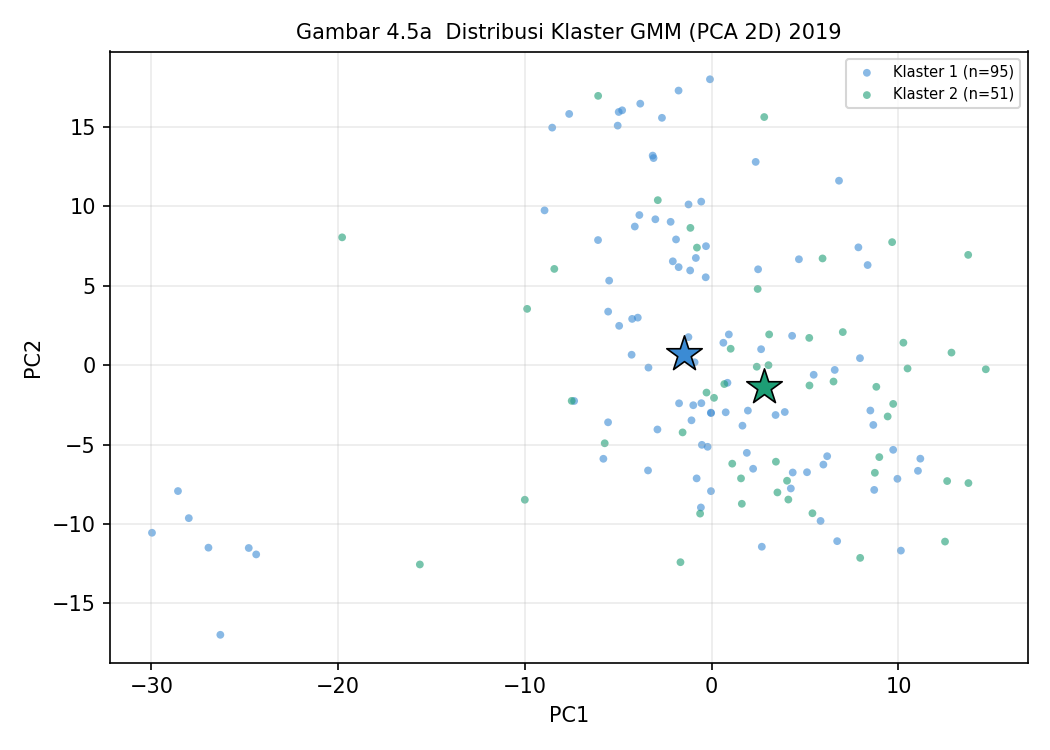 Gambar 4.5a  Distribusi Klaster GMM (PCA 2D) 2019
Klaster 1 (n=95)
Klaster 2 (n=51)
15
10
5
0
−5
−10
−15
PC2
−30
−20
−10
0
10
PC1